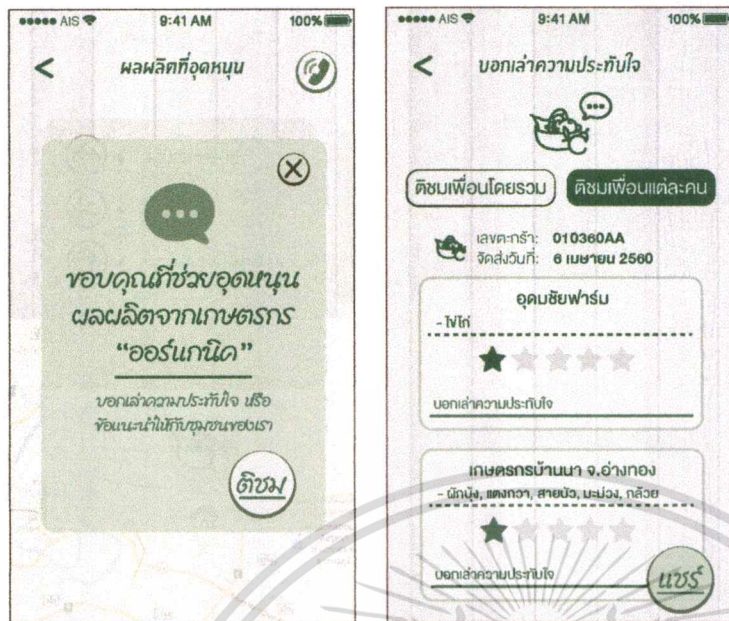 AIS 9:41 AM 100%
< ผลผลิตที่อุดหนุน
ขอบคุณที่ช่วยอุดหนุน
ผลผลิตจากเกษตรกร
“ออร์แกนิค”
บอกเล่าความประทับใจ หรือ
ข้อแนะนำให้กับชุมชนของเรา
ติชม
AIS 9:41 AM 100%
< บอกเล่าความประทับใจ
ติชมเพื่อนโดยรวม ติชมเพื่อนแต่ละคน
เลขตะกร้า: 010360AA
จัดส่งวันที่: 6 เมษายน 2560
อุดมชัยฟาร์ม
- ไข่ไก่
บอกเล่าความประทับใจ
เกษตรกรบ้านนา จ.อ่างทอง
- ผักบุ้ง, แตงกวา, สายบัว, มะม่วง, กล้วย
บอกเล่าความประทับใจ
แชร์